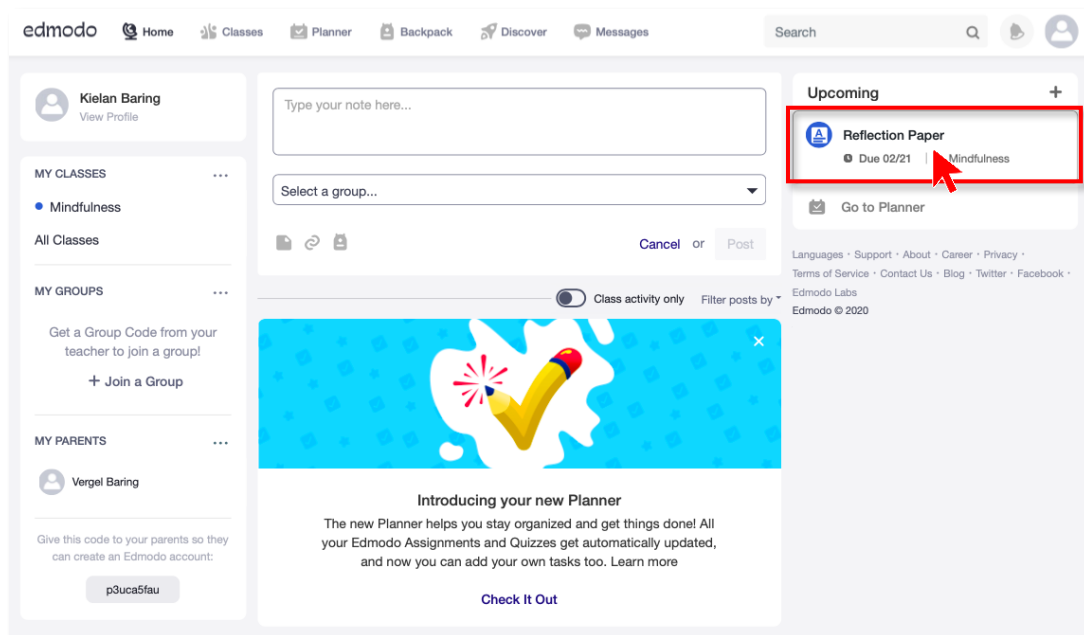 edmodo
Home
Classes
Planner
Backpack
Discover
Messages
Search
Kielan Baring
View Profile
MY CLASSES
Mindfulness
All Classes
MY GROUPS
Get a Group Code from your
teacher to join a group!
+ Join a Group
MY PARENTS
Vergel Baring
Give this code to your parents so they
can create an Edmodo account:
p3uca5fau
Type your note here...
Select a group...
Cancel or Post
Class activity only
Filter posts by
Introducing your new Planner
The new Planner helps you stay organized and get things done! All
your Edmodo Assignments and Quizzes get automatically updated,
and now you can add your own tasks too. Learn more
Check It Out
Upcoming
Reflection Paper
Due 02/21 | Mindfulness
Go to Planner
Languages · Support · About · Career · Privacy ·
Terms of Service · Contact Us · Blog · Twitter · Facebook ·
Edmodo Labs
Edmodo © 2020